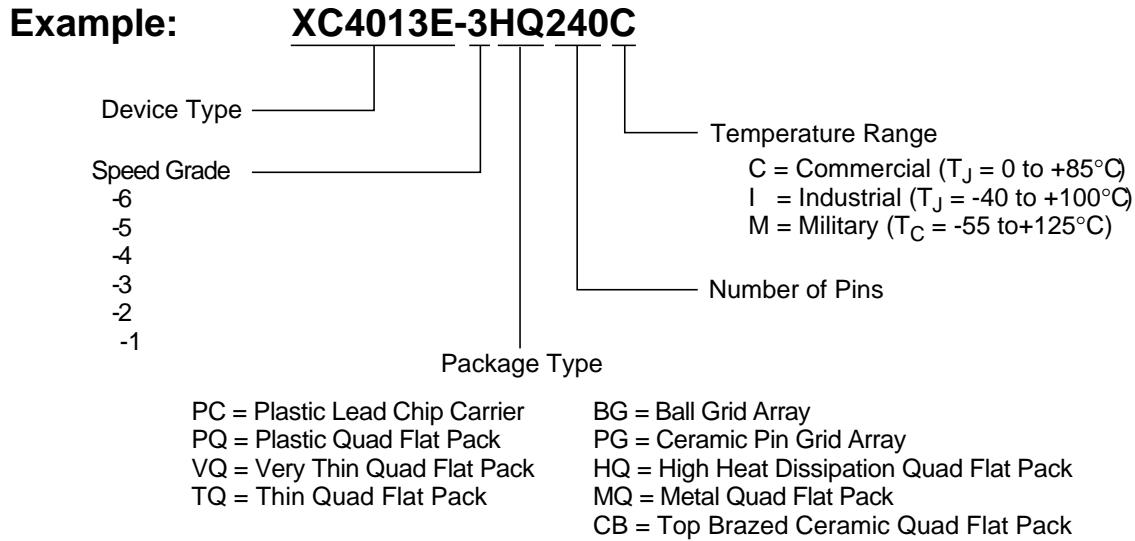 Example: XC4013E-3HQ240C
Device Type
Temperature Range
C = Commercial (TJ = 0 to +85°C)
I = Industrial (TJ = -40 to +100°C)
M = Military (TC = -55 to+125°C)
Speed Grade
-6
-5
-4
-3
-2
-1
Number of Pins
Package Type
PC = Plastic Lead Chip Carrier
PQ = Plastic Quad Flat Pack
VQ = Very Thin Quad Flat Pack
TQ = Thin Quad Flat Pack
BG = Ball Grid Array
PG = Ceramic Pin Grid Array
HQ = High Heat Dissipation Quad Flat Pack
MQ = Metal Quad Flat Pack
CB = Top Brazed Ceramic Quad Flat Pack